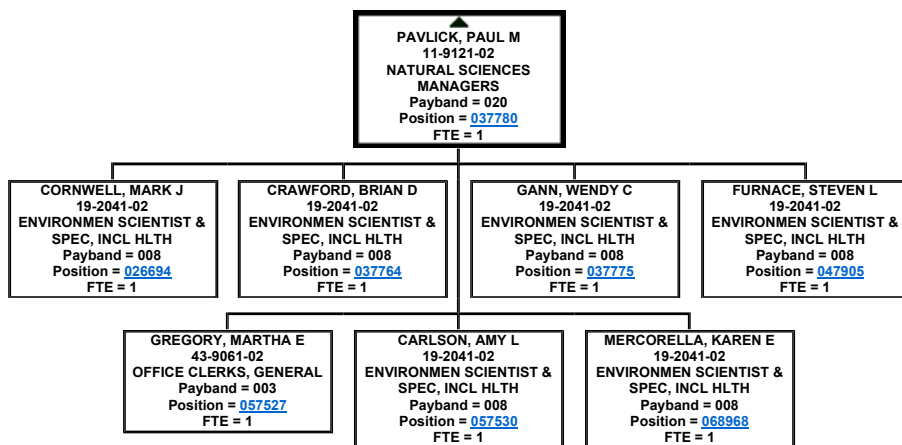 PAVLICK, PAUL M
11-9121-02
NATURAL SCIENCES
MANAGERS
Payband = 020
Position = 037780
FTE = 1
CORNWELL, MARK J
19-2041-02
ENVIRONMEN SCIENTIST &
SPEC, INCL HLTH
Payband = 008
Position = 026694
FTE = 1
CRAWFORD, BRIAN D
19-2041-02
ENVIRONMEN SCIENTIST &
SPEC, INCL HLTH
Payband = 008
Position = 037764
FTE = 1
GANN, WENDY C
19-2041-02
ENVIRONMEN SCIENTIST &
SPEC, INCL HLTH
Payband = 008
Position = 037775
FTE = 1
FURNACE, STEVEN L
19-2041-02
ENVIRONMEN SCIENTIST &
SPEC, INCL HLTH
Payband = 008
Position = 047905
FTE = 1
GREGORY, MARTHA E
43-9061-02
OFFICE CLERKS, GENERAL
Payband = 003
Position = 057527
FTE = 1
CARLSON, AMY L
19-2041-02
ENVIRONMEN SCIENTIST &
SPEC, INCL HLTH
Payband = 008
Position = 057530
FTE = 1
MERCORELLA, KAREN E
19-2041-02
ENVIRONMEN SCIENTIST &
SPEC, INCL HLTH
Payband = 008
Position = 068968
FTE = 1